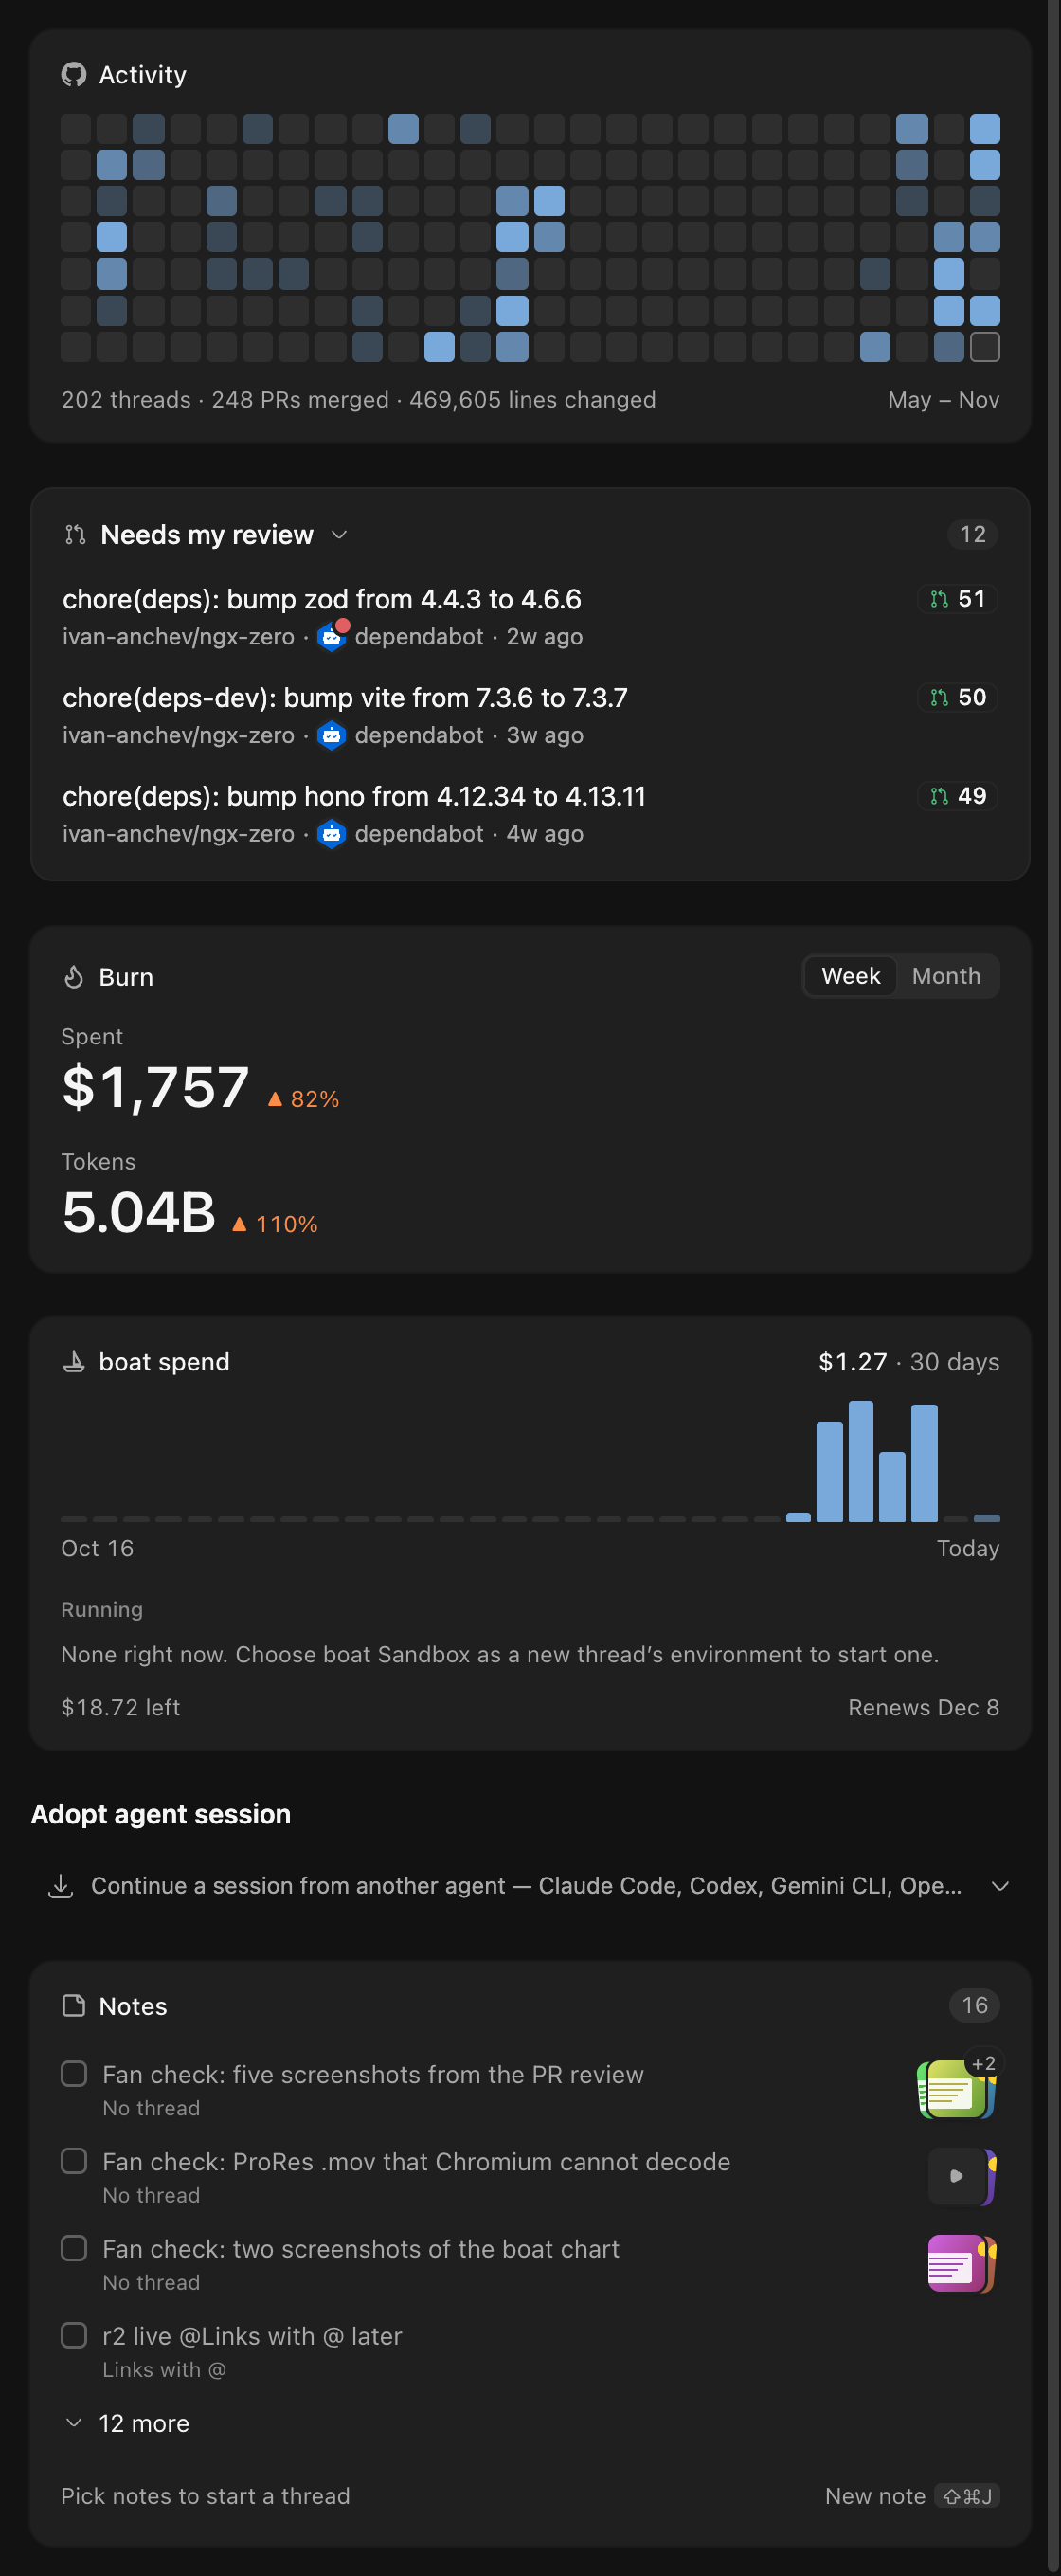 Activity
202 threads · 248 PRs merged · 469,605 lines changed
May – Nov
Needs my review
12
chore(deps): bump zod from 4.4.3 to 4.6.6
51
ivan-anchev/ngx-zero · dependabot · 2w ago
chore(deps-dev): bump vite from 7.3.6 to 7.3.7
50
ivan-anchev/ngx-zero · dependabot · 3w ago
chore(deps): bump hono from 4.12.34 to 4.13.11
49
ivan-anchev/ngx-zero · dependabot · 4w ago
Burn
Week Month
Spent
$1,757 ▲ 82%
Tokens
5.04B ▲ 110%
boat spend
$1.27 · 30 days
Oct 16
Today
Running
None right now. Choose boat Sandbox as a new thread’s environment to start one.
$18.72 left
Renews Dec 8
Adopt agent session
Continue a session from another agent — Claude Code, Codex, Gemini CLI, Ope...
Notes
16
Fan check: five screenshots from the PR review
+2
No thread
Fan check: ProRes .mov that Chromium cannot decode
No thread
Fan check: two screenshots of the boat chart
No thread
r2 live @Links with @ later
Links with @
12 more
Pick notes to start a thread
New note ⇧⌘J